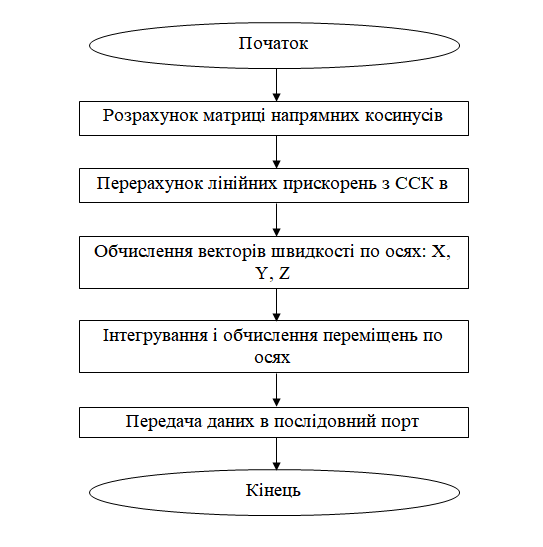 Початок
Розрахунок матриці напрямних косинусів
Перерахунок лінійних прискорень з ССК в
Обчислення векторів швидкості по осях: X,
Y, Z
Інтегрування і обчислення переміщень по
осях
Передача даних в послідовний порт
Кінець